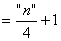 = "n"/4 + 1